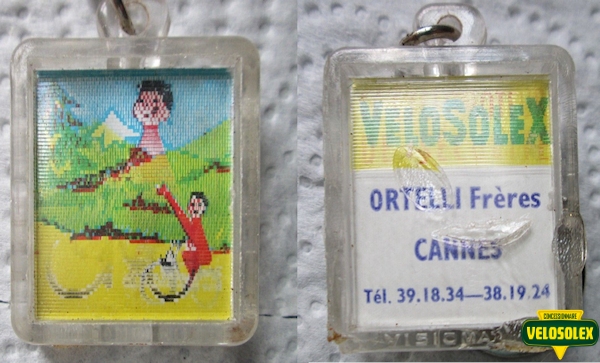 VELOSOLEX
ORTELLI Frères
CANNES
Tél. 39.18.34—38.19.24
CONCESSIONNAIRE
VELOSOLEX